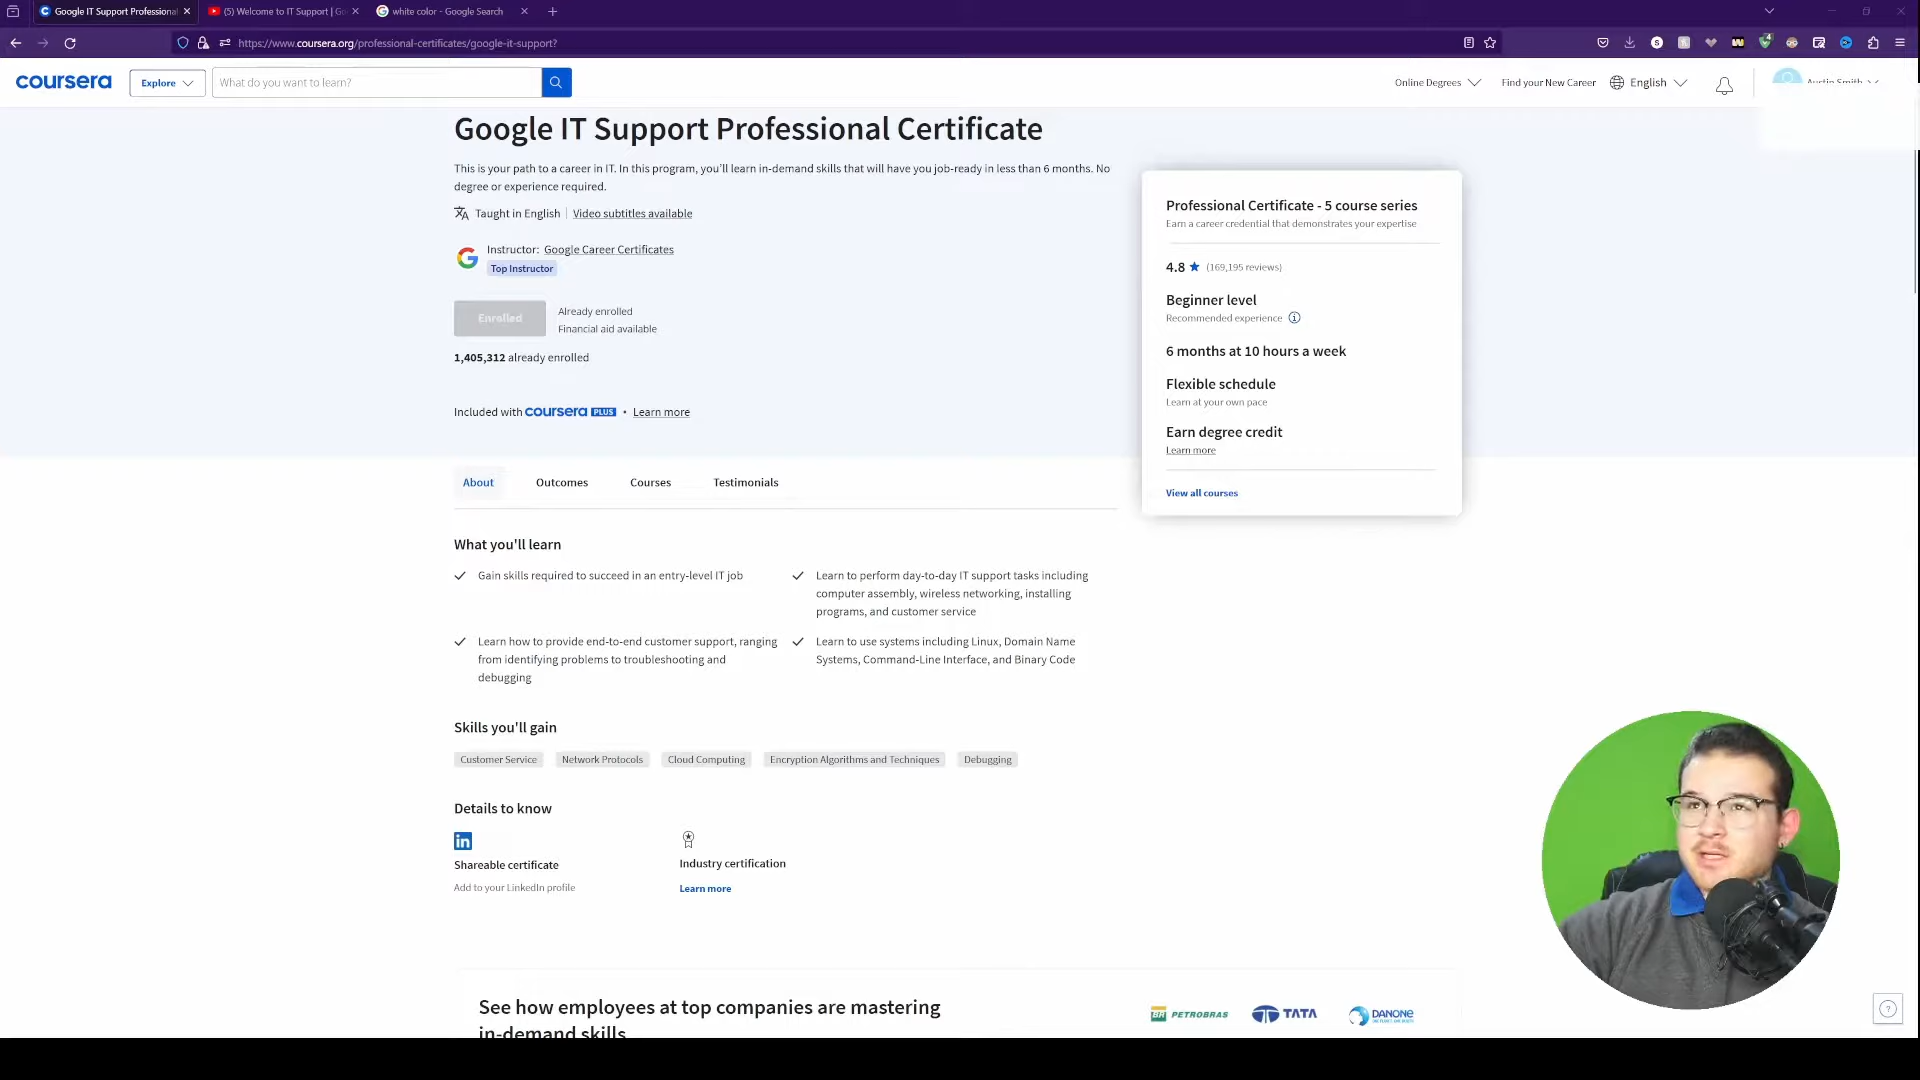 Google IT Support Professional
(5) Welcome to IT Support | Go
white color - Google Search
https://www.coursera.org/professional-certificates/google-it-support?
coursera
Explore
What do you want to learn?
Online Degrees
Find your New Career
English
Google IT Support Professional Certificate
This is your path to a career in IT. In this program, you'll learn in-demand skills that will have you job-ready in less than 6 months. No
degree or experience required.
Taught in English
Video subtitles available
Instructor: Google Career Certificates
Top Instructor
Enrolled
Already enrolled
Financial aid available
1,405,312 already enrolled
Included with coursera PLUS • Learn more
Professional Certificate - 5 course series
Earn a career credential that demonstrates your expertise
4.8 ★ (169,195 reviews)
Beginner level
Recommended experience
6 months at 10 hours a week
Flexible schedule
Learn at your own pace
Earn degree credit
Learn more
View all courses
About
Outcomes
Courses
Testimonials
What you'll learn
Gain skills required to succeed in an entry-level IT job
Learn to perform day-to-day IT support tasks including
computer assembly, wireless networking, installing
programs, and customer service
Learn how to provide end-to-end customer support, ranging
from identifying problems to troubleshooting and
debugging
Learn to use systems including Linux, Domain Name
Systems, Command-Line Interface, and Binary Code
Skills you'll gain
Customer Service
Network Protocols
Cloud Computing
Encryption Algorithms and Techniques
Debugging
Details to know
in
Shareable certificate
Add to your LinkedIn profile
Industry certification
Learn more
See how employees at top companies are mastering
in-demand skills
BR PETROBRAS
TATA
DANONE